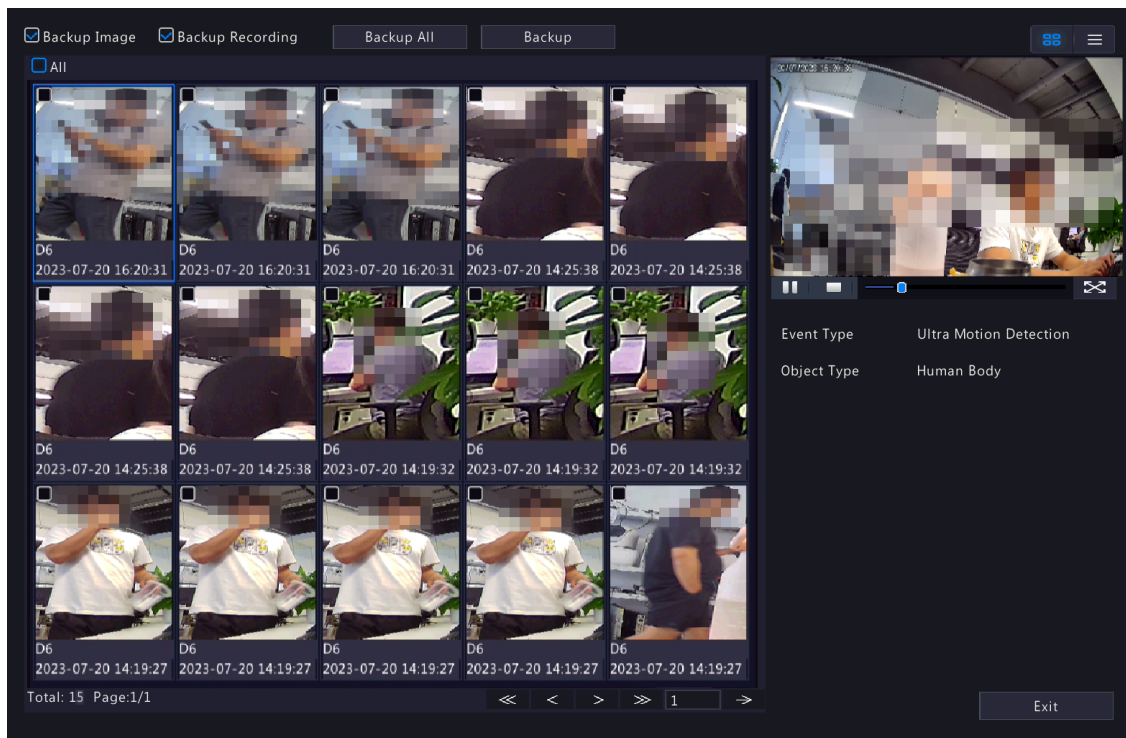 Backup Image Backup Recording Backup All Backup
All
D6 D6 D6 D6 D6
2023-07-20 16:20:31 2023-07-20 16:20:31 2023-07-20 16:20:31 2023-07-20 14:25:38 2023-07-20 14:25:38
D6 D6 D6 D6 D6
2023-07-20 14:25:38 2023-07-20 14:25:38 2023-07-20 14:19:32 2023-07-20 14:19:32 2023-07-20 14:19:32
D6 D6 D6 D6 D6
2023-07-20 14:19:27 2023-07-20 14:19:27 2023-07-20 14:19:27 2023-07-20 14:19:27 2023-07-20 14:19:27
Total: 15 Page:1/1
1
Event Type Ultra Motion Detection
Object Type Human Body
Exit